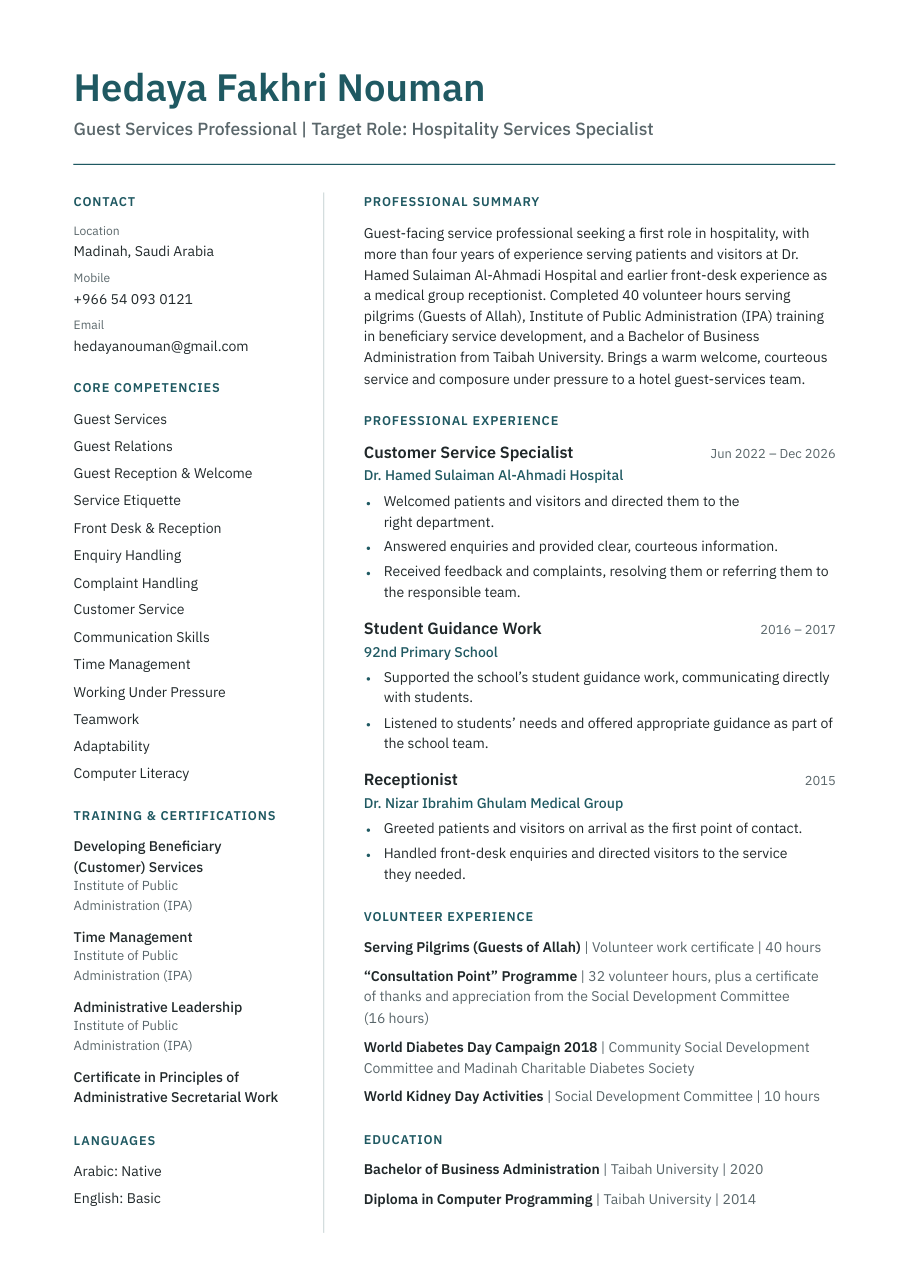 Hedaya Fakhri Nouman
Guest Services Professional | Target Role: Hospitality Services Specialist
CONTACT
Location
Madinah, Saudi Arabia
Mobile
+966 54 093 0121
Email
hedayanouman@gmail.com
CORE COMPETENCIES
Guest Services
Guest Relations
Guest Reception & Welcome
Service Etiquette
Front Desk & Reception
Enquiry Handling
Complaint Handling
Customer Service
Communication Skills
Time Management
Working Under Pressure
Teamwork
Adaptability
Computer Literacy
TRAINING & CERTIFICATIONS
Developing Beneficiary
(Customer) Services
Institute of Public
Administration (IPA)
Time Management
Institute of Public
Administration (IPA)
Administrative Leadership
Institute of Public
Administration (IPA)
Certificate in Principles of
Administrative Secretarial Work
LANGUAGES
Arabic: Native
English: Basic
PROFESSIONAL SUMMARY
Guest-facing service professional seeking a first role in hospitality, with
more than four years of experience serving patients and visitors at Dr.
Hamed Sulaiman Al-Ahmadi Hospital and earlier front-desk experience as
a medical group receptionist. Completed 40 volunteer hours serving
pilgrims (Guests of Allah), Institute of Public Administration (IPA) training
in beneficiary service development, and a Bachelor of Business
Administration from Taibah University. Brings a warm welcome, courteous
service and composure under pressure to a hotel guest-services team.
PROFESSIONAL EXPERIENCE
Customer Service Specialist Jun 2022 – Dec 2026
Dr. Hamed Sulaiman Al-Ahmadi Hospital
• Welcomed patients and visitors and directed them to the
right department.
• Answered enquiries and provided clear, courteous information.
• Received feedback and complaints, resolving them or referring them to
the responsible team.
Student Guidance Work 2016 – 2017
92nd Primary School
• Supported the school’s student guidance work, communicating directly
with students.
• Listened to students’ needs and offered appropriate guidance as part of
the school team.
Receptionist 2015
Dr. Nizar Ibrahim Ghulam Medical Group
• Greeted patients and visitors on arrival as the first point of contact.
• Handled front-desk enquiries and directed visitors to the service
they needed.
VOLUNTEER EXPERIENCE
Serving Pilgrims (Guests of Allah) | Volunteer work certificate | 40 hours
“Consultation Point” Programme | 32 volunteer hours, plus a certificate
of thanks and appreciation from the Social Development Committee
(16 hours)
World Diabetes Day Campaign 2018 | Community Social Development
Committee and Madinah Charitable Diabetes Society
World Kidney Day Activities | Social Development Committee | 10 hours
EDUCATION
Bachelor of Business Administration | Taibah University | 2020
Diploma in Computer Programming | Taibah University | 2014